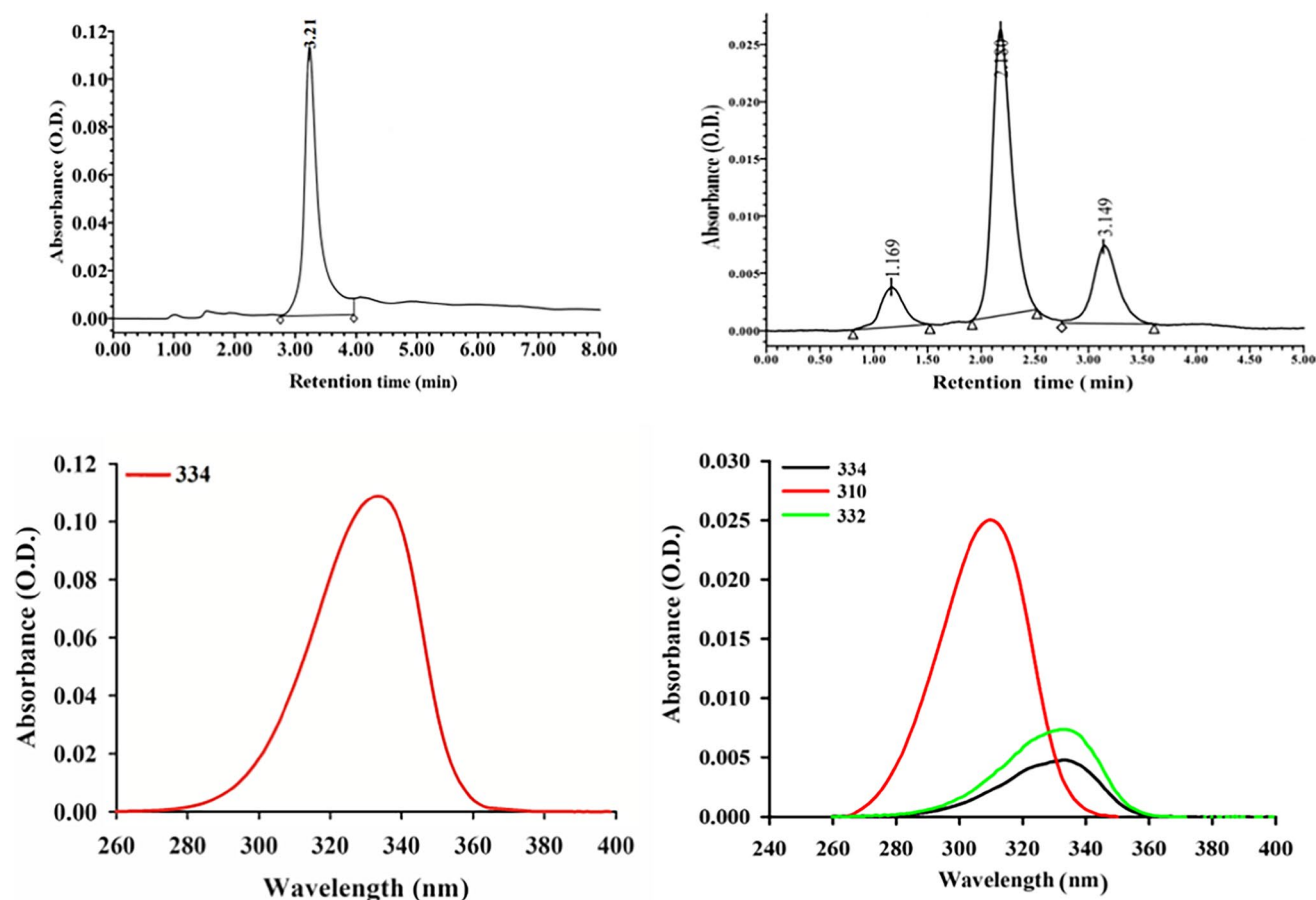 3.21
0.12
0.10
0.08
0.06
0.04
0.02
0.00
Absorbance (O.D.)
0.00 1.00 2.00 3.00 4.00 5.00 6.00 7.00 8.00
Retention time (min)
0.025
0.020
0.015
0.010
0.005
0.000
Absorbance (O.D.)
1.169
3.149
0.00 0.50 1.00 1.50 2.00 2.50 3.00 3.50 4.00 4.50 5.00
Retention time (min)
334
0.12
0.10
0.08
0.06
0.04
0.02
0.00
Absorbance (O.D.)
260 280 300 320 340 360 380 400
Wavelength (nm)
334
310
332
0.030
0.025
0.020
0.015
0.010
0.005
0.000
Absorbance (O.D.)
240 260 280 300 320 340 360 380 400
Wavelength (nm)